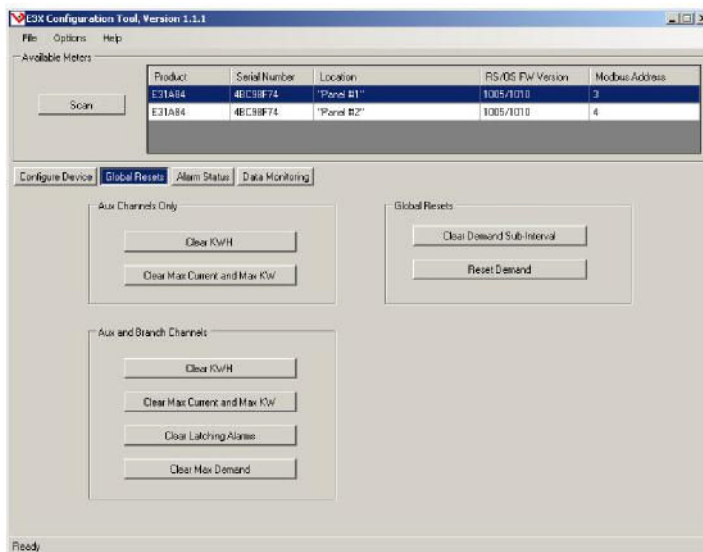 E3X Configuration Tool, Version 1.1.1
File Options Help
Available Meters
Scan
Product Serial Number Location RS/OS FW Version Modbus Address
E31A84 4BC98F74 "Panel #1" 1005/1010 3
E31A84 4BC98F74 "Panel #2" 1005/1010 4
Configure Device Global Resets Alarm Status Data Monitoring
Aux Channels Only
Clear KWH
Clear Max Current and Max KW
Global Resets
Clear Demand Sub-Interval
Reset Demand
Aux and Branch Channels
Clear KWH
Clear Max Current and Max KW
Clear Latching Alarms
Clear Max Demand
Ready